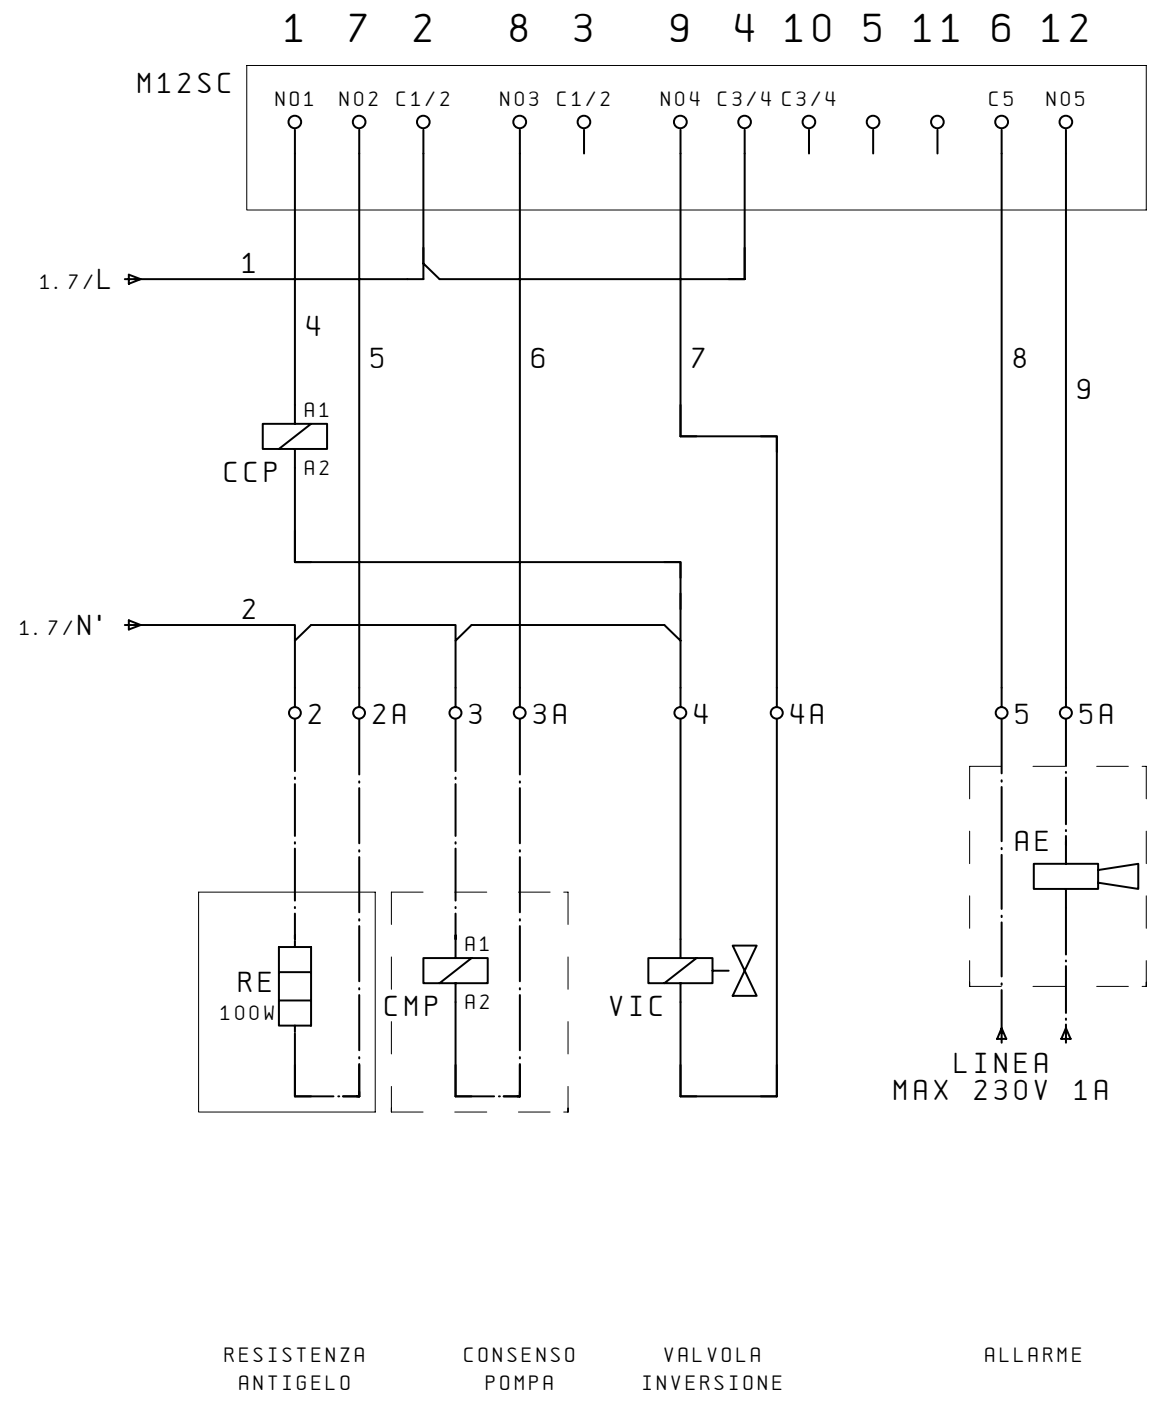 1 7 2 8 3 9 4 10 5 11 6 12
M12SC
NO1 NO2 C1/2 NO3 C1/2 NO4 C3/4 C3/4 C5 NO5
1.7/L 1
4
5 6 7 8
9
A1
CCP A2
1.7/N' 2
2 2A 3 3A 4 4A 5 5A
AE
A1
RE
100W CMP A2 VIC
LINEA
MAX 230V 1A
RESISTENZA CONSENSO VALVOLA ALLARME
ANTIGELO POMPA INVERSIONE